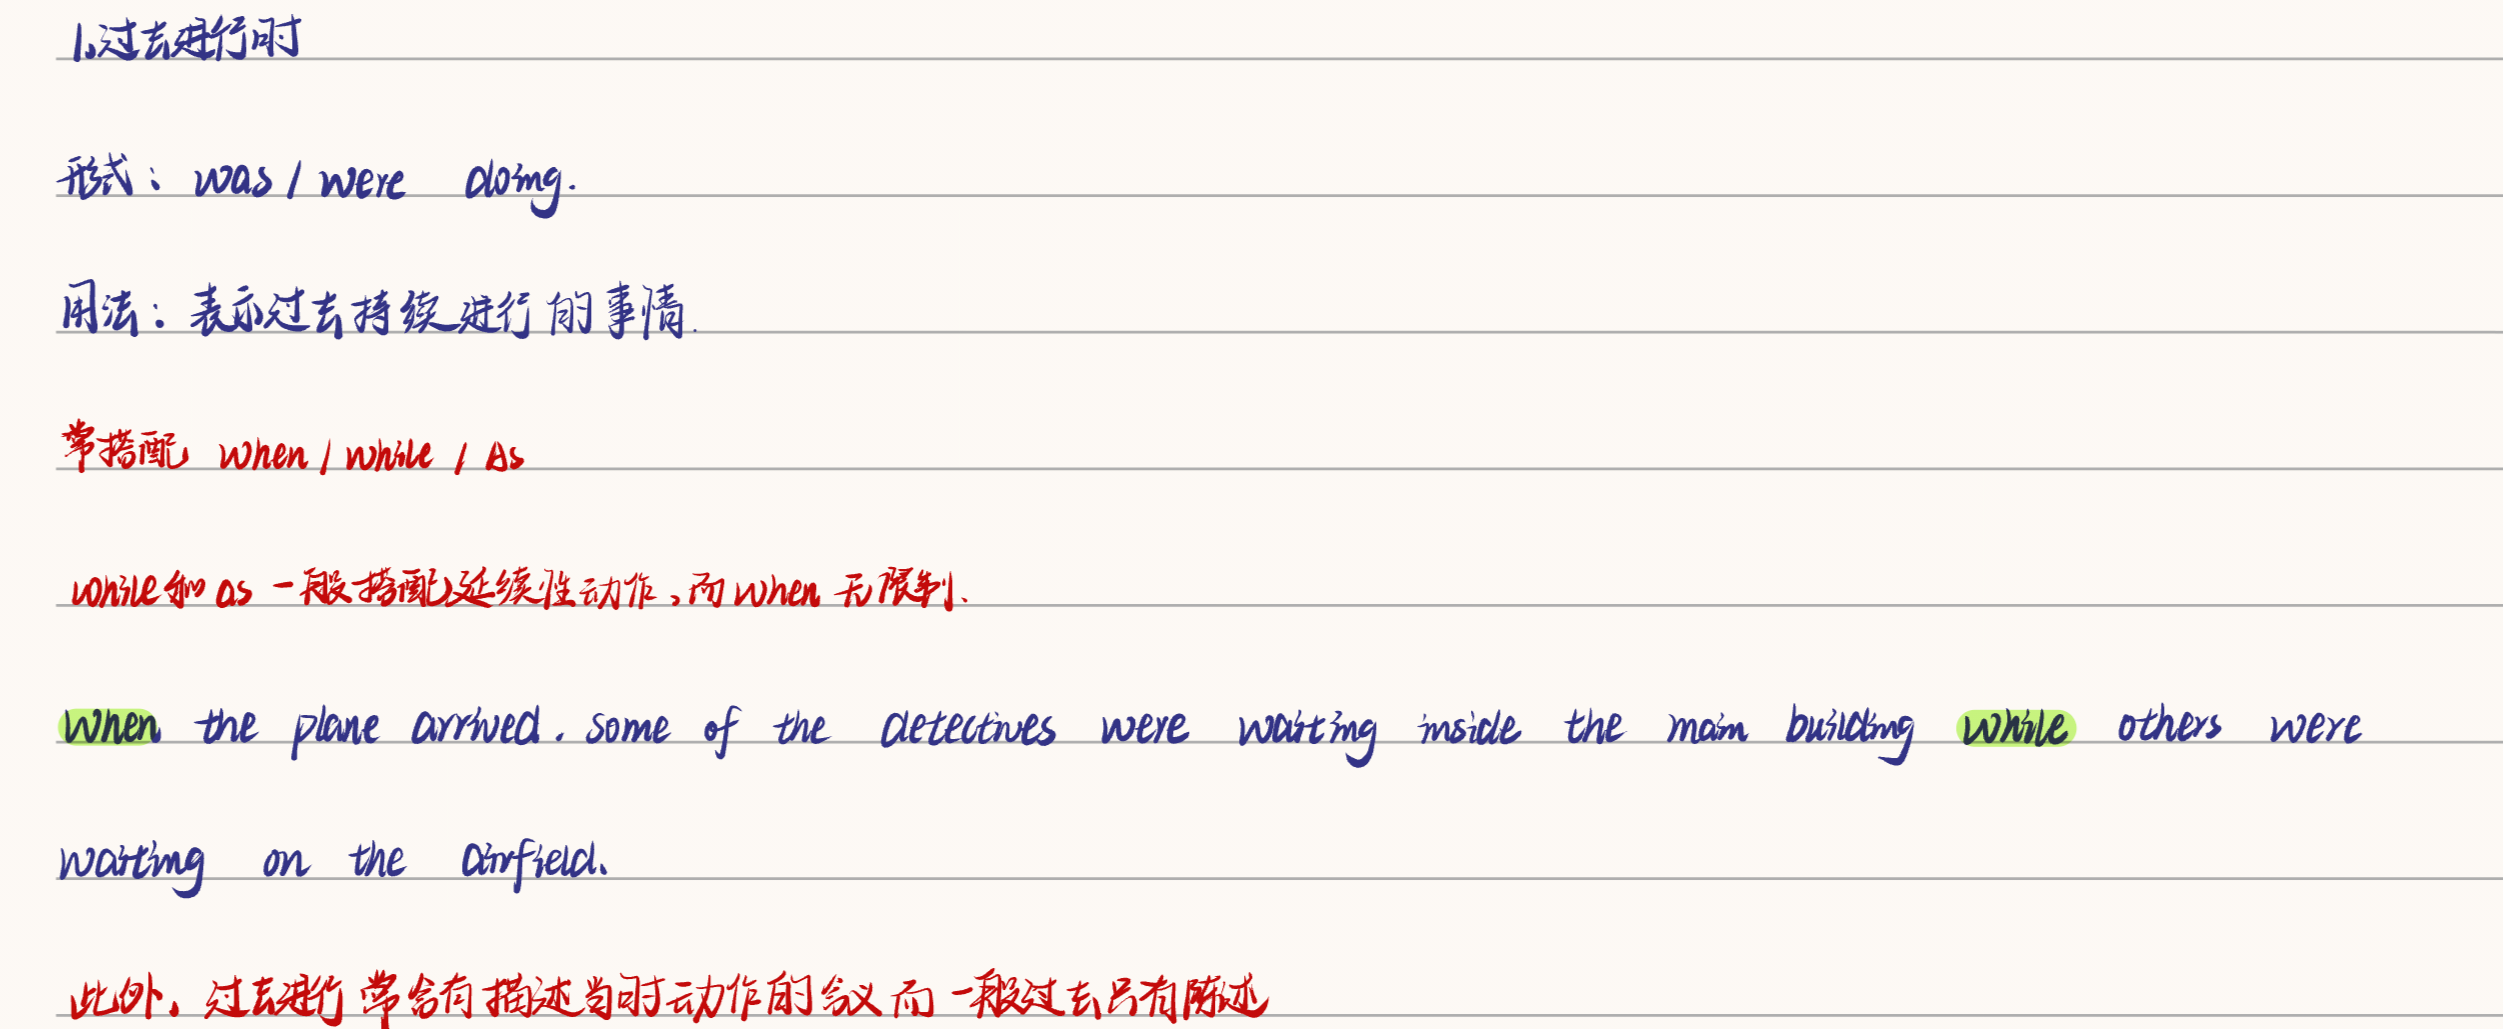 1.过去进行时
形式：was / were doing.
用法：表示过去持续进行的事情.
常搭配 when / while / As
while和as 一般搭配延续性动作，而when 无限制.
When the plane arrived. some of the detectives were waiting inside the main building while others were
waiting on the airfield.
此外，过去进行常含有描述当时动作的含义而一般过去只有陈述